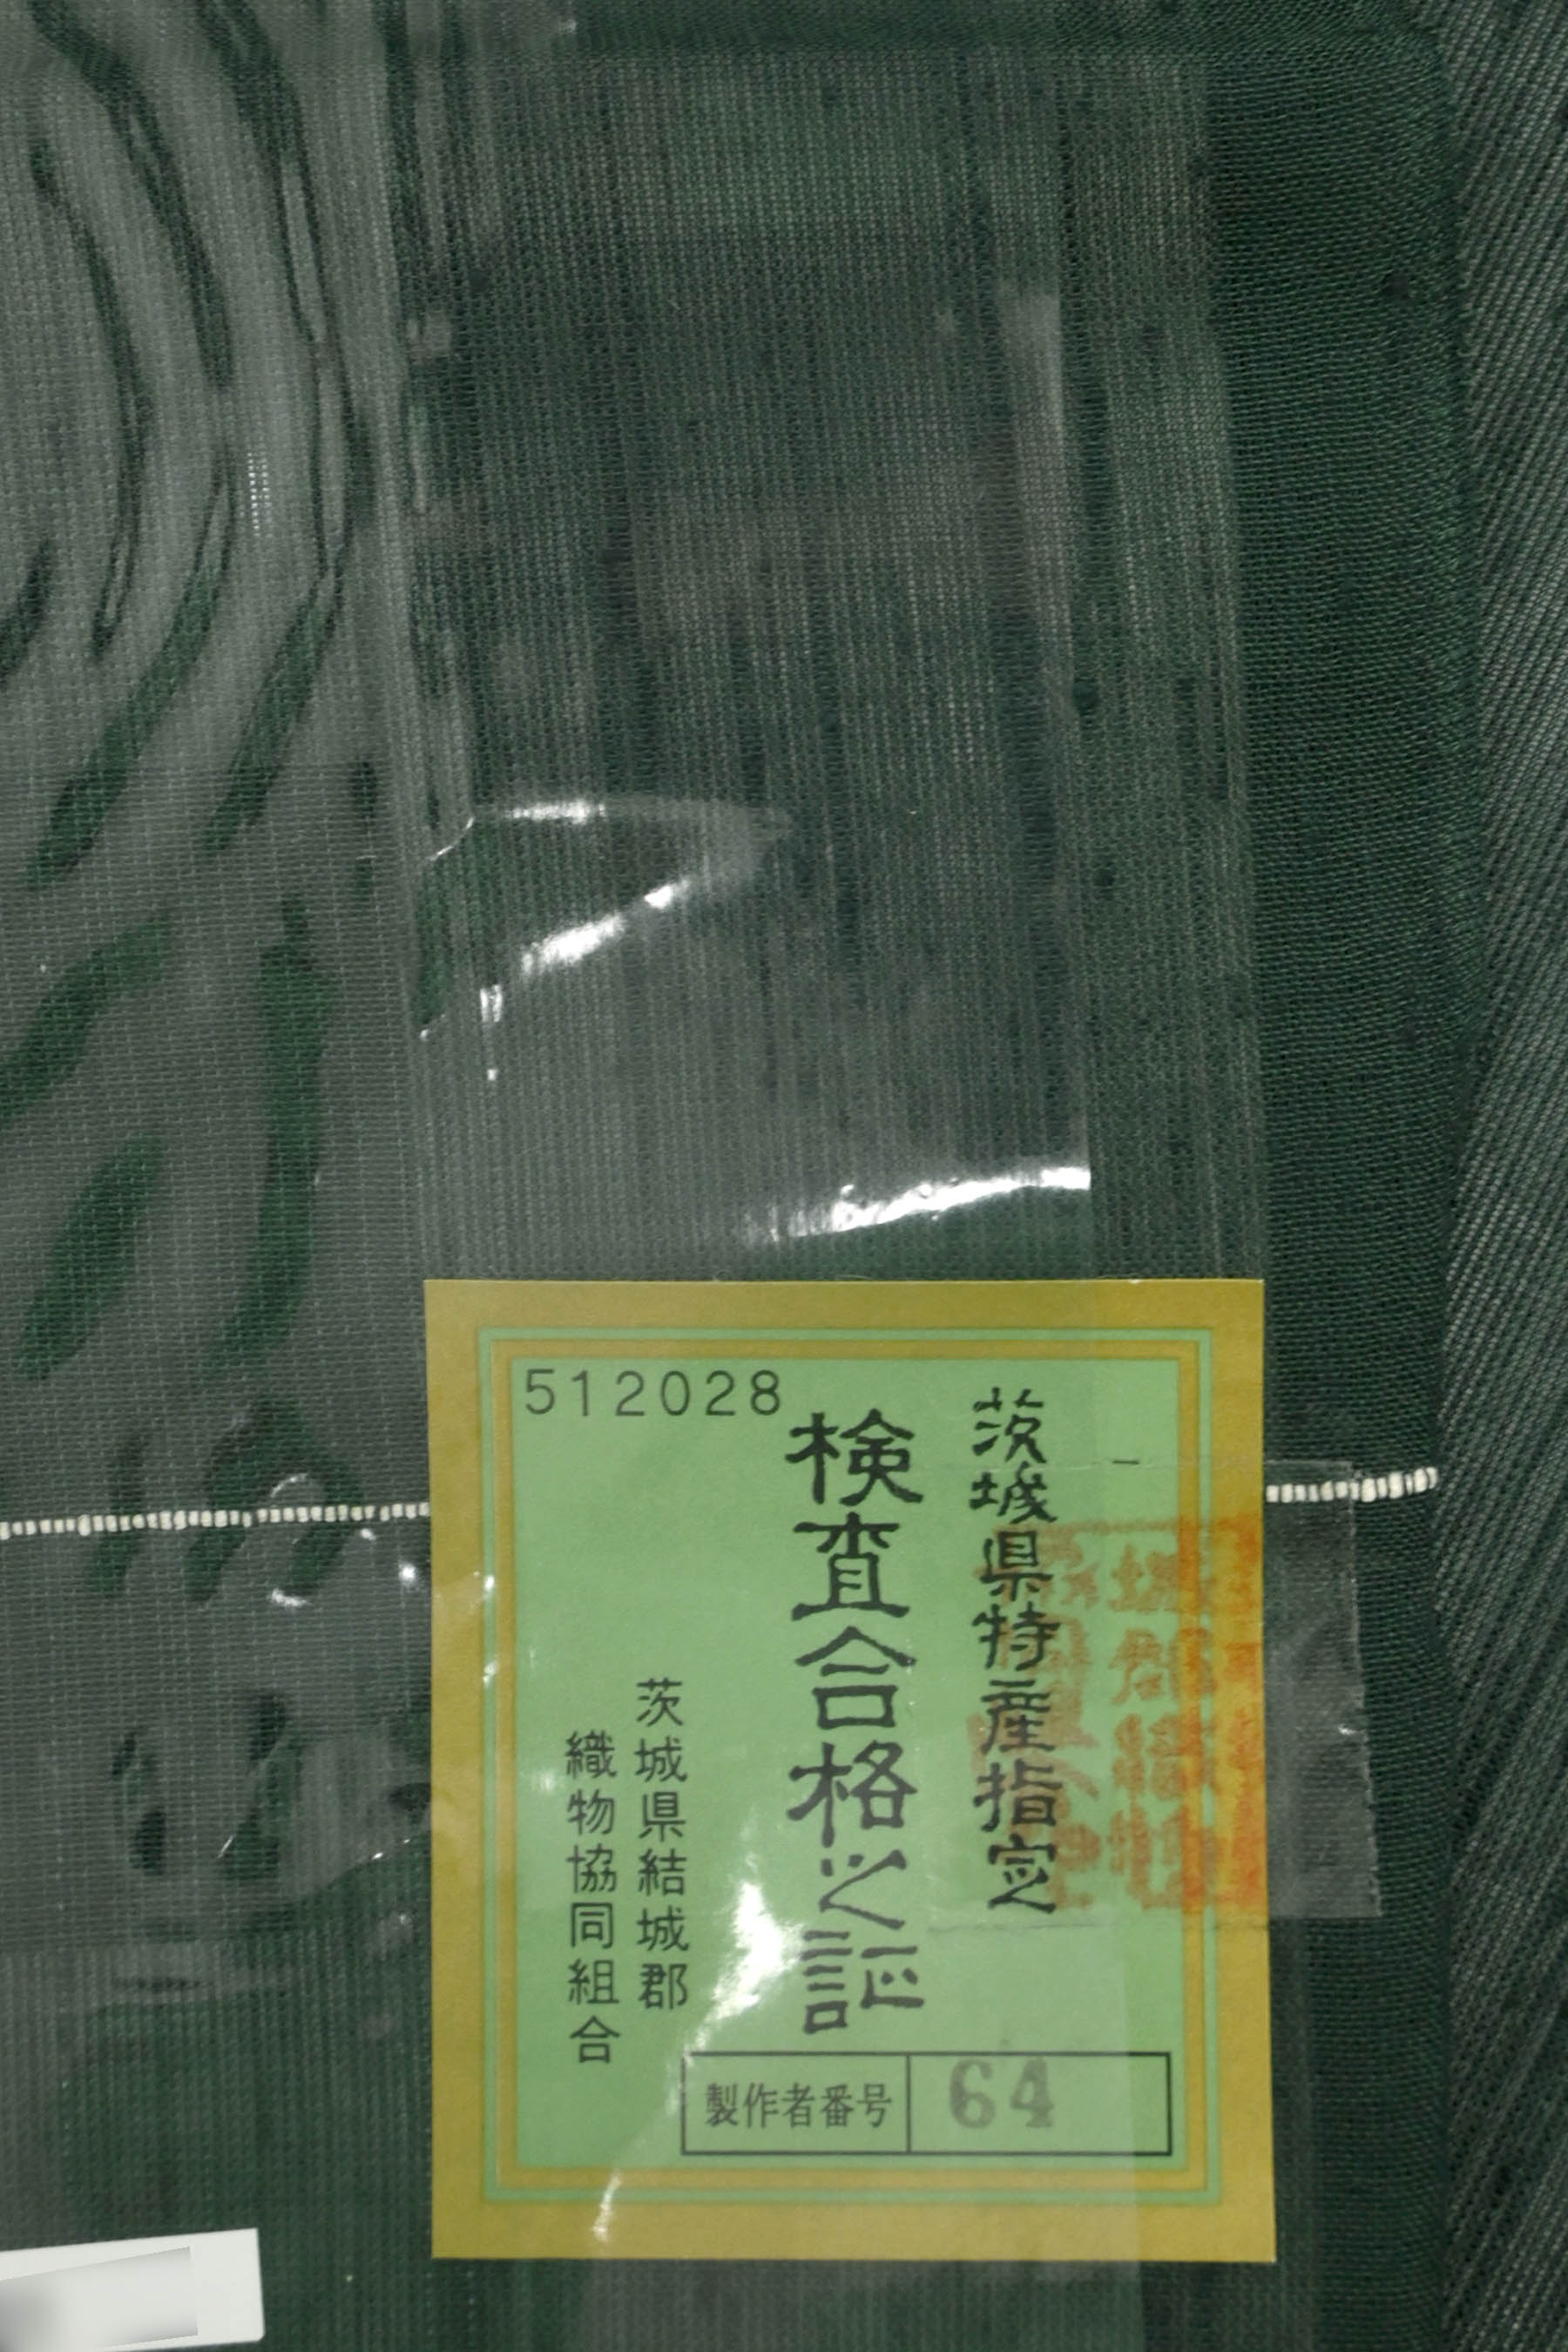 512028
茨城県特産指定
検査合格之証
茨城県結城郡
織物協同組合
製作者番号 64